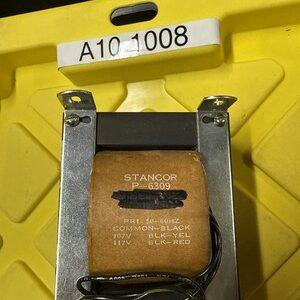 A10-1008
STANCOR
P-6309
PRI. 50-60HZ
COMMON-BLACK
107V BLK-YEL
117V BLK-RED